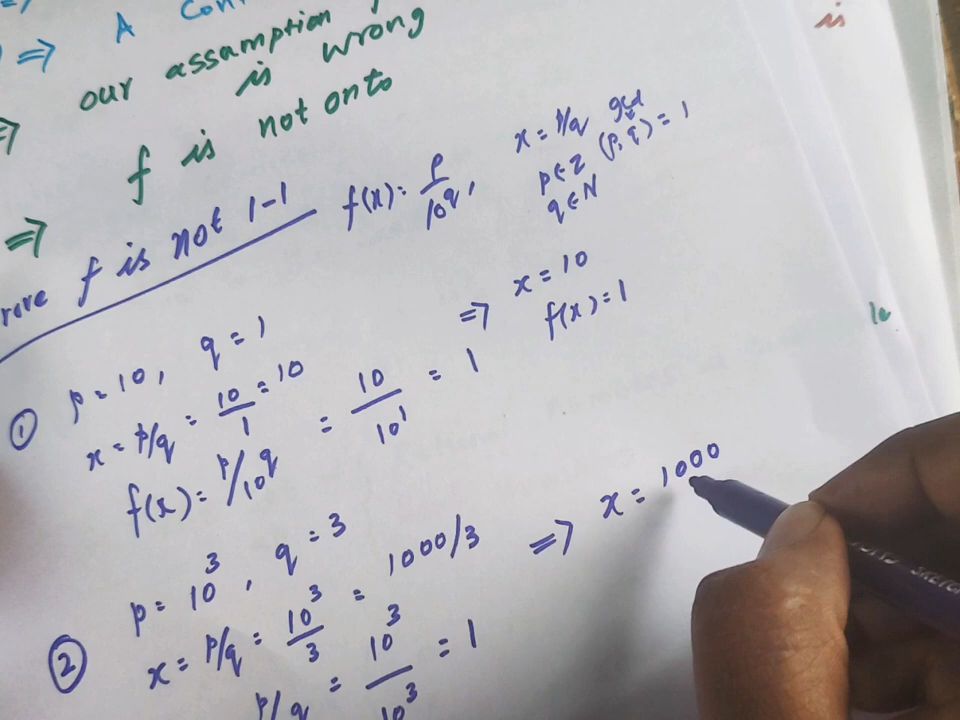 ⇒ A
⇒ our assumption
is wrong
⇒ f is not onto
f is not 1-1 f(x) = p/10^q, x = p/q gcd
p∈Z (p, q) = 1
q∈N
① p = 10, q = 1 ⇒ x = 10
x = p/q = 10/1 = 10 f(x) = 1
f(x) = p/10^q = 10/10^1 = 1
② p = 10^3, q = 3 ⇒ x = 1000
x = p/q = 10^3/3 = 1000/3
p/q = 10^3/10^3 = 1
is